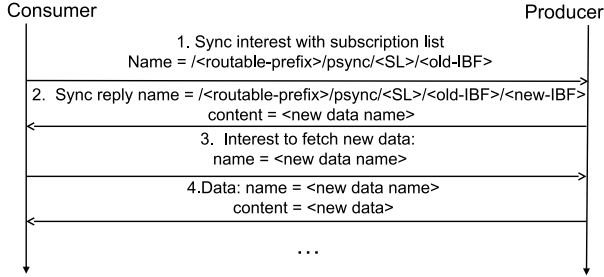 Consumer Producer
1. Sync interest with subscription list
Name = /<routable-prefix>/psync/<SL>/<old-IBF>
2. Sync reply name = /<routable-prefix>/psync/<SL>/<old-IBF>/<new-IBF>
content = <new data name>
3. Interest to fetch new data:
name = <new data name>
4.Data: name = <new data name>
content = <new data>
...